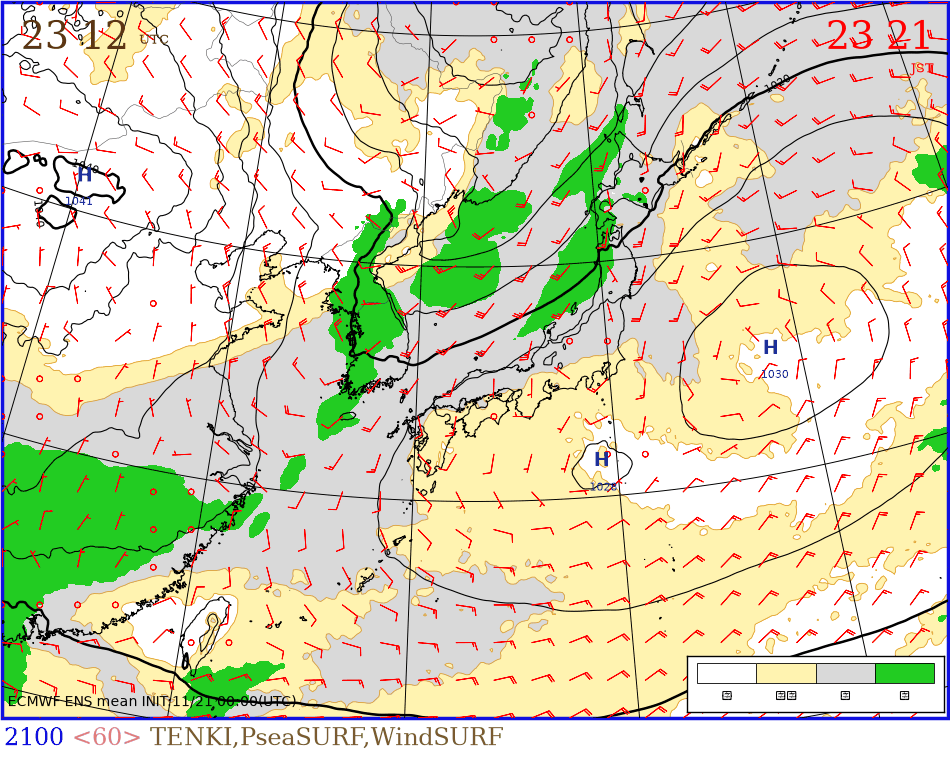 23 12 UTC
23 21
JST
1020
1040
H
1041
H
1030
H
1028
ECMWF ENS mean INIT:11/21 00:00(UTC)
2100 <60> TENKI,PseaSURF,WindSURF